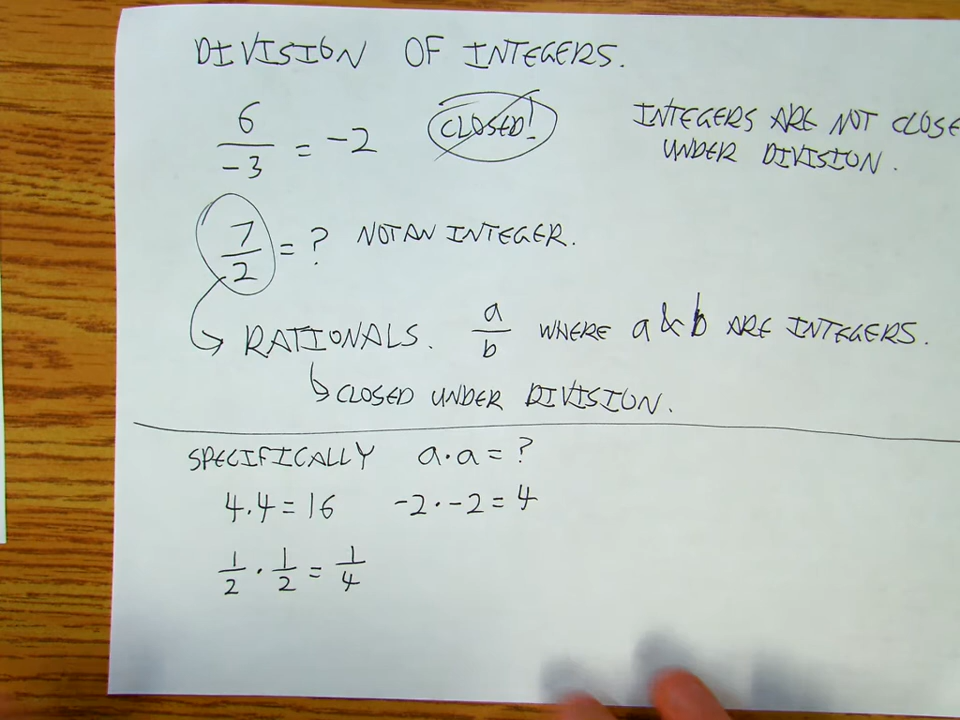 DIVISION OF INTEGERS.
6/-3 = -2 CLOSED! INTEGERS ARE NOT CLOSE
UNDER DIVISION.
7/2 = ? NOT AN INTEGER.
RATIONALS. a/b WHERE a & b ARE INTEGERS.
CLOSED UNDER DIVISION.
SPECIFICALLY a·a = ?
4·4 = 16 -2·-2 = 4
1/2 · 1/2 = 1/4